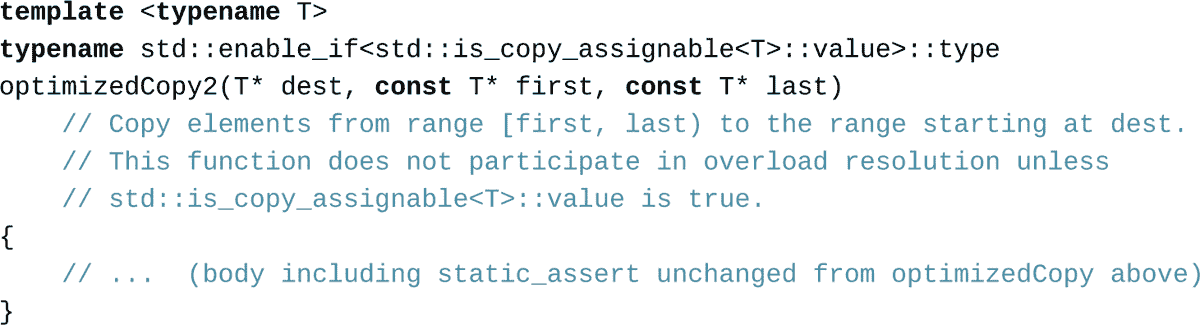 template <typename T>
typename std::enable_if<std::is_copy_assignable<T>::value>::type
optimizedCopy2(T* dest, const T* first, const T* last)
    // Copy elements from range [first, last) to the range starting at dest.
    // This function does not participate in overload resolution unless
    // std::is_copy_assignable<T>::value is true.
{
    // ...  (body including static_assert unchanged from optimizedCopy above)
}